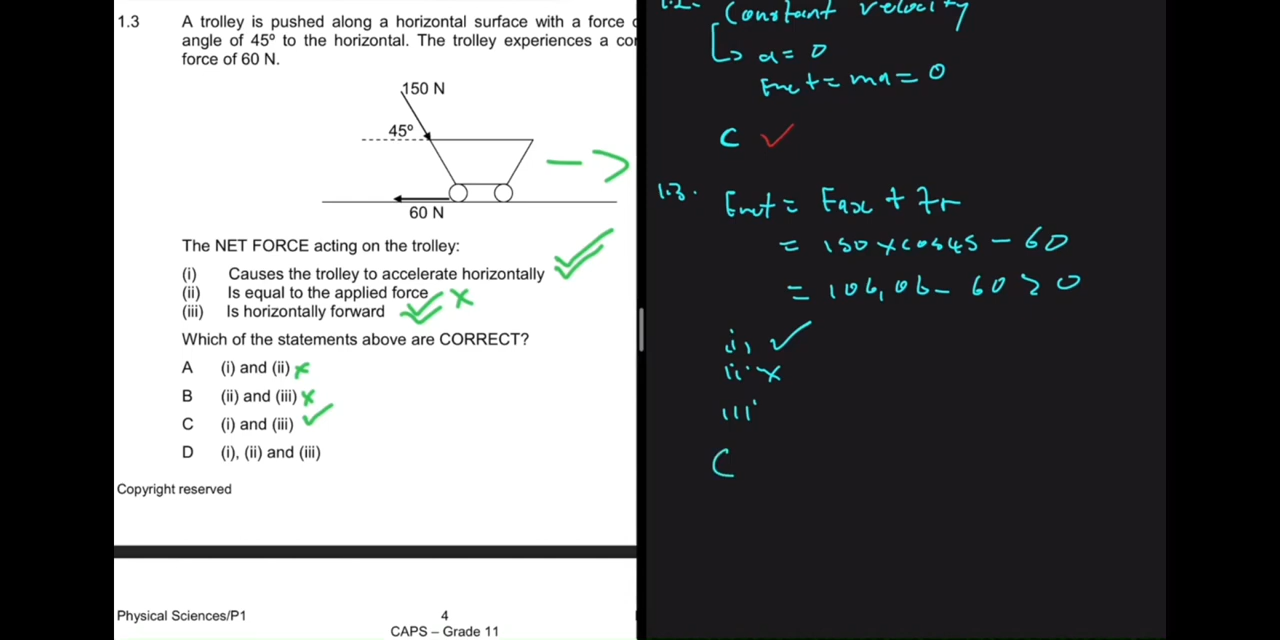 1.3 A trolley is pushed along a horizontal surface with a force
angle of 45º to the horizontal. The trolley experiences a
force of 60 N.
150 N
45º
60 N
The NET FORCE acting on the trolley:
(i) Causes the trolley to accelerate horizontally
(ii) Is equal to the applied force
(iii) Is horizontally forward
Which of the statements above are CORRECT?
A (i) and (ii)
B (ii) and (iii)
C (i) and (iii)
D (i), (ii) and (iii)
Copyright reserved
Physical Sciences/P1
4
CAPS – Grade 11
1.2. Constant velocity
a = 0
Fnet = ma = 0
C
1.3. Fnet = Fax + fr
= 150 x cos45 - 60
= 106,06 - 60 > 0
i)
ii
iii
C